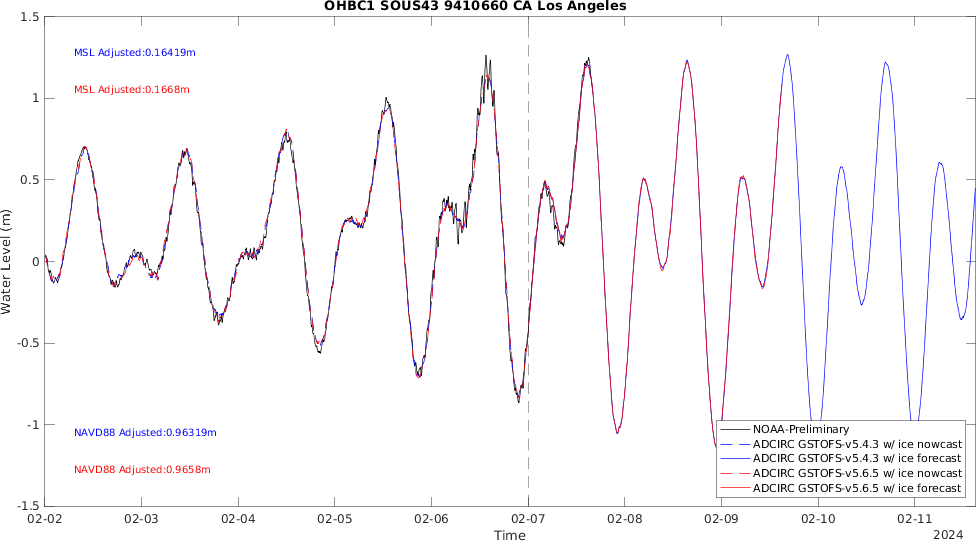 OHBC1 SOUS43 9410660 CA Los Angeles
1.5
MSL Adjusted:0.16419m
MSL Adjusted:0.1668m
1
0.5
0
-0.5
-1
-1.5
Water Level (m)
NAVD88 Adjusted:0.96319m
NAVD88 Adjusted:0.9658m
NOAA-Preliminary
ADCIRC GSTOFS-v5.4.3 w/ ice nowcast
ADCIRC GSTOFS-v5.4.3 w/ ice forecast
ADCIRC GSTOFS-v5.6.5 w/ ice nowcast
ADCIRC GSTOFS-v5.6.5 w/ ice forecast
02-02 02-03 02-04 02-05 02-06 02-07 02-08 02-09 02-10 02-11
Time
2024